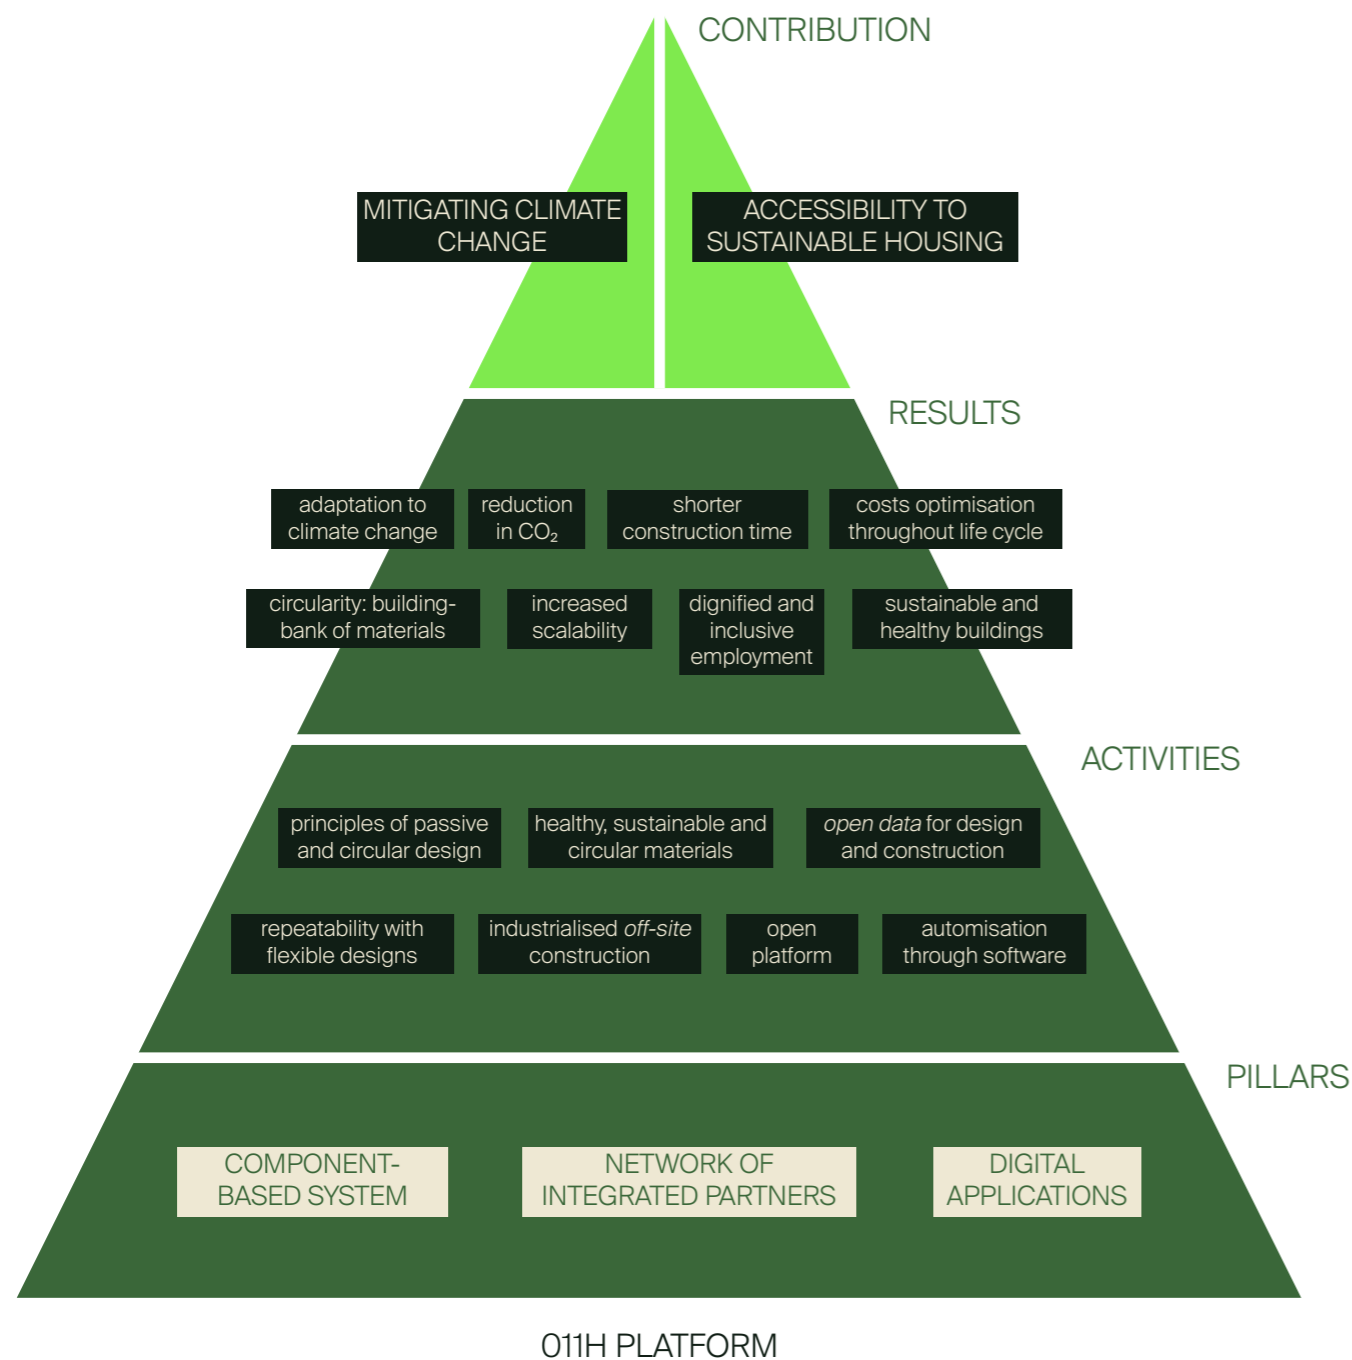 CONTRIBUTION
MITIGATING CLIMATE
CHANGE
ACCESSIBILITY TO
SUSTAINABLE HOUSING
RESULTS
adaptation to
climate change
reduction
in CO₂
shorter
construction time
costs optimisation
throughout life cycle
circularity: building-
bank of materials
increased
scalability
dignified and
inclusive
employment
sustainable and
healthy buildings
ACTIVITIES
principles of passive
and circular design
healthy, sustainable and
circular materials
open data for design
and construction
repeatability with
flexible designs
industrialised off-site
construction
open
platform
automisation
through software
PILLARS
COMPONENT-
BASED SYSTEM
NETWORK OF
INTEGRATED PARTNERS
DIGITAL
APPLICATIONS
011H PLATFORM